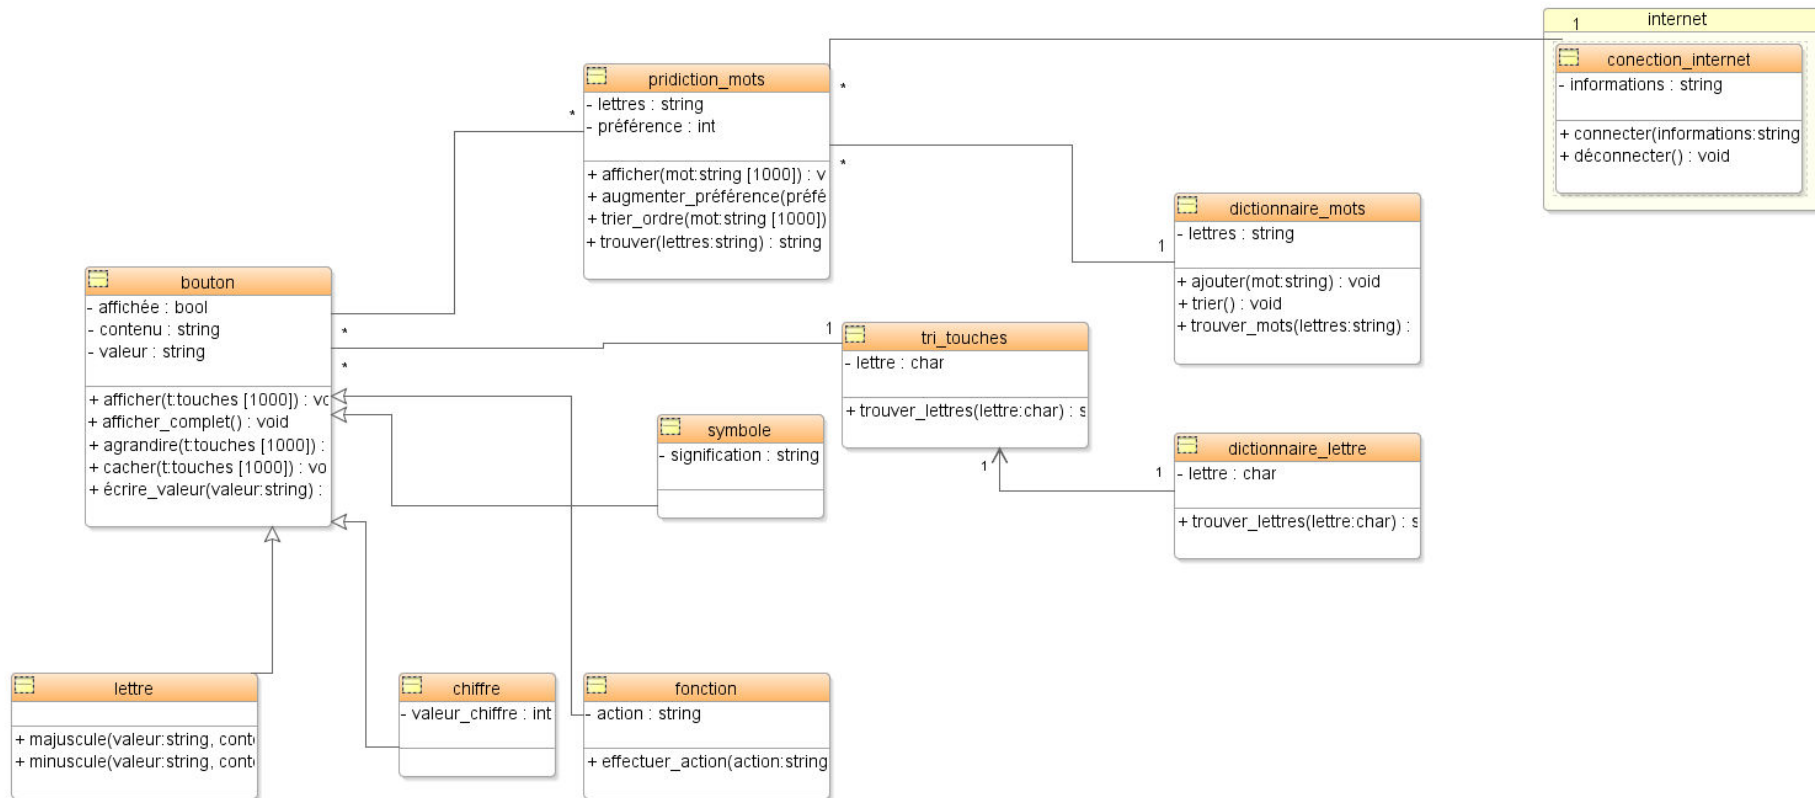 internet
1
conection_internet
- informations : string
+ connecter(informations:string
+ déconnecter() : void
pridiction_mots
- lettres : string
- préférence : int
+ afficher(mot:string [1000]) : v
+ augmenter_préférence(préfé
+ trier_ordre(mot:string [1000])
+ trouver(lettres:string) : string
*
*
*
dictionnaire_mots
- lettres : string
+ ajouter(mot:string) : void
+ trier() : void
+ trouver_mots(lettres:string) :
1
bouton
- affichée : bool
- contenu : string
- valeur : string
+ afficher(t:touches [1000]) : vo
+ afficher_complet() : void
+ agrandire(t:touches [1000]) :
+ cacher(t:touches [1000]) : vo
+ écrire_valeur(valeur:string) :
*
*
1
tri_touches
- lettre : char
+ trouver_lettres(lettre:char) : s
symbole
- signification : string
1
1
dictionnaire_lettre
- lettre : char
+ trouver_lettres(lettre:char) : s
lettre
+ majuscule(valeur:string, conte
+ minuscule(valeur:string, conte
chiffre
- valeur_chiffre : int
fonction
- action : string
+ effectuer_action(action:string